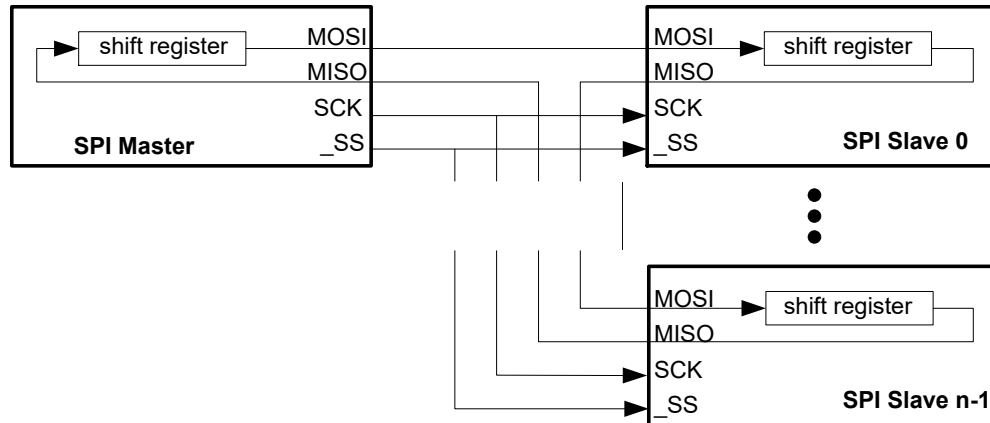 shift register
MOSI
MISO
SCK
_SS
SPI Master
MOSI
shift register
MISO
SCK
_SS
SPI Slave 0
MOSI
shift register
MISO
SCK
_SS
SPI Slave n-1